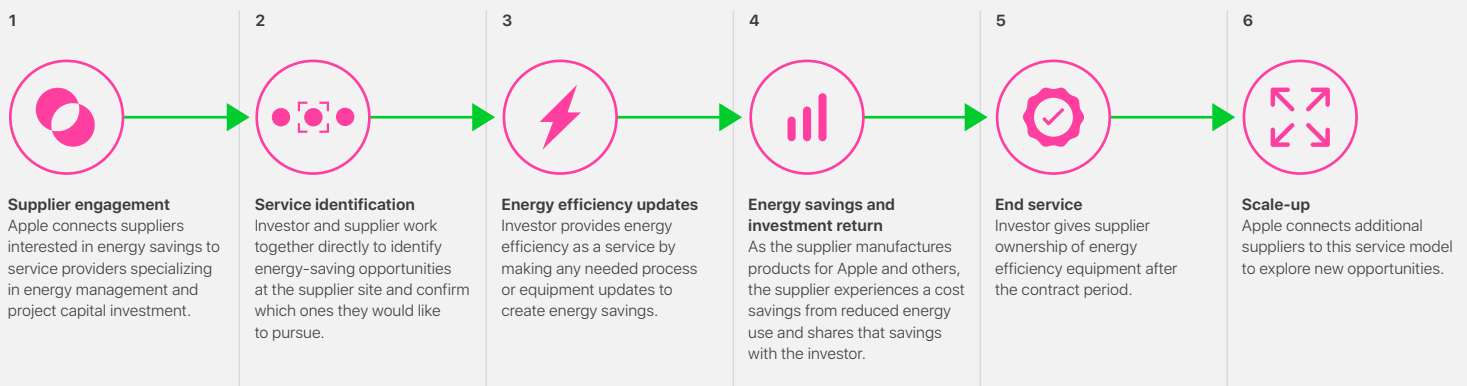 1
Supplier engagement
Apple connects suppliers
interested in energy savings to
service providers specializing
in energy management and
project capital investment.
2
Service identification
Investor and supplier work
together directly to identify
energy-saving opportunities
at the supplier site and confirm
which ones they would like
to pursue.
3
Energy efficiency updates
Investor provides energy
efficiency as a service by
making any needed process
or equipment updates to
create energy savings.
4
Energy savings and
investment return
As the supplier manufactures
products for Apple and others,
the supplier experiences a cost
savings from reduced energy
use and shares that savings
with the investor.
5
End service
Investor gives supplier
ownership of energy
efficiency equipment after
the contract period.
6
Scale-up
Apple connects additional
suppliers to this service model
to explore new opportunities.